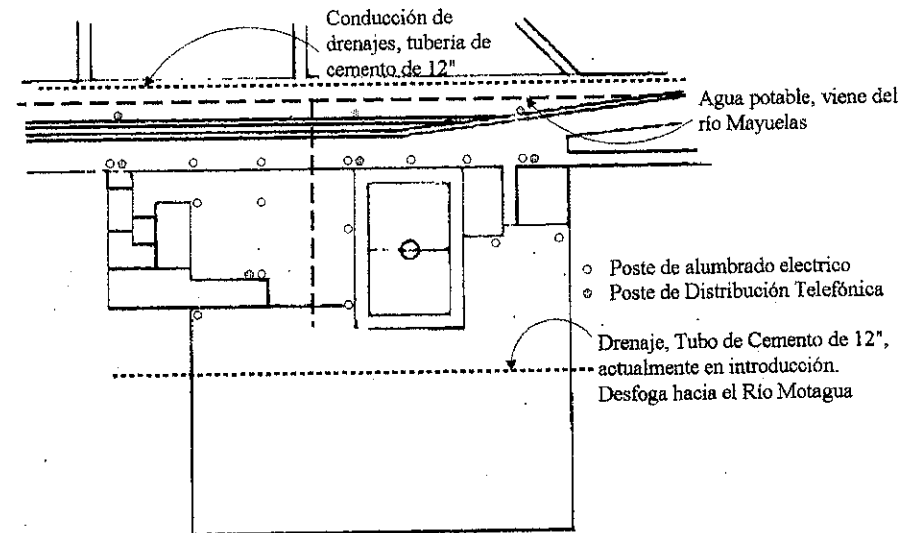 Conducción de
drenajes, tuberia de
cemento de 12"
Agua potable, viene del
río Mayuelas
Poste de alumbrado electrico
Poste de Distribución Telefónica
Drenaje, Tubo de Cemento de 12",
actualmente en introducción.
Desfoga hacia el Río Motagua